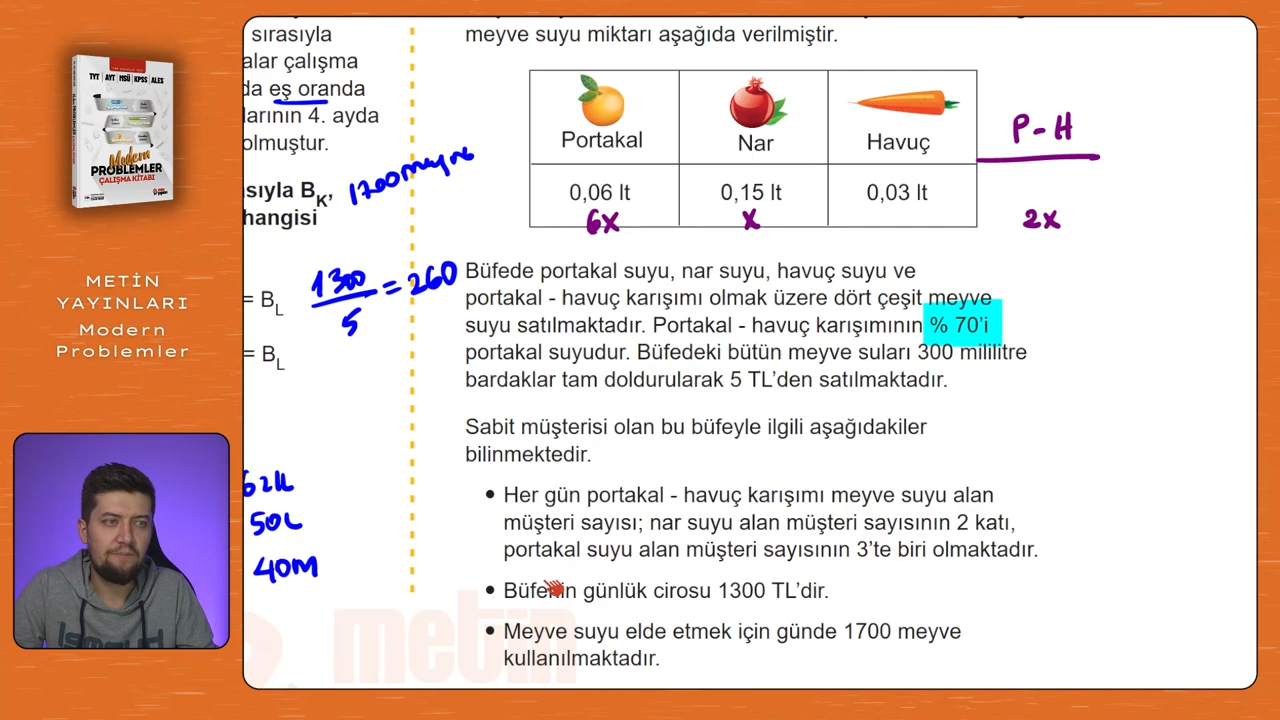 TYT | AYT | MSÜ | KPSS | ALES
Modern
PROBLEMLER
ÇALIŞMA KİTABI
METİN
YAYINLARI
Modern
Problemler
sırasıyla
alar çalışma
da eş oranda
larının 4. ayda
olmuştur.
sıyla B_K,
hangisi
= B_L
= B_L
1700 meyve
1300/5 = 260
62K
50L
40M
meyve suyu miktarı aşağıda verilmiştir.
Portakal Nar Havuç P-H
0,06 lt 0,15 lt 0,03 lt
6x x 2x
Büfede portakal suyu, nar suyu, havuç suyu ve
portakal - havuç karışımı olmak üzere dört çeşit meyve
suyu satılmaktadır. Portakal - havuç karışımının % 70'i
portakal suyudur. Büfedeki bütün meyve suları 300 mililitre
bardaklar tam doldurularak 5 TL'den satılmaktadır.
Sabit müşterisi olan bu büfeyle ilgili aşağıdakiler
bilinmektedir.
• Her gün portakal - havuç karışımı meyve suyu alan
müşteri sayısı; nar suyu alan müşteri sayısının 2 katı,
portakal suyu alan müşteri sayısının 3'te biri olmaktadır.
• Büfenin günlük cirosu 1300 TL'dir.
• Meyve suyu elde etmek için günde 1700 meyve
kullanılmaktadır.
metin